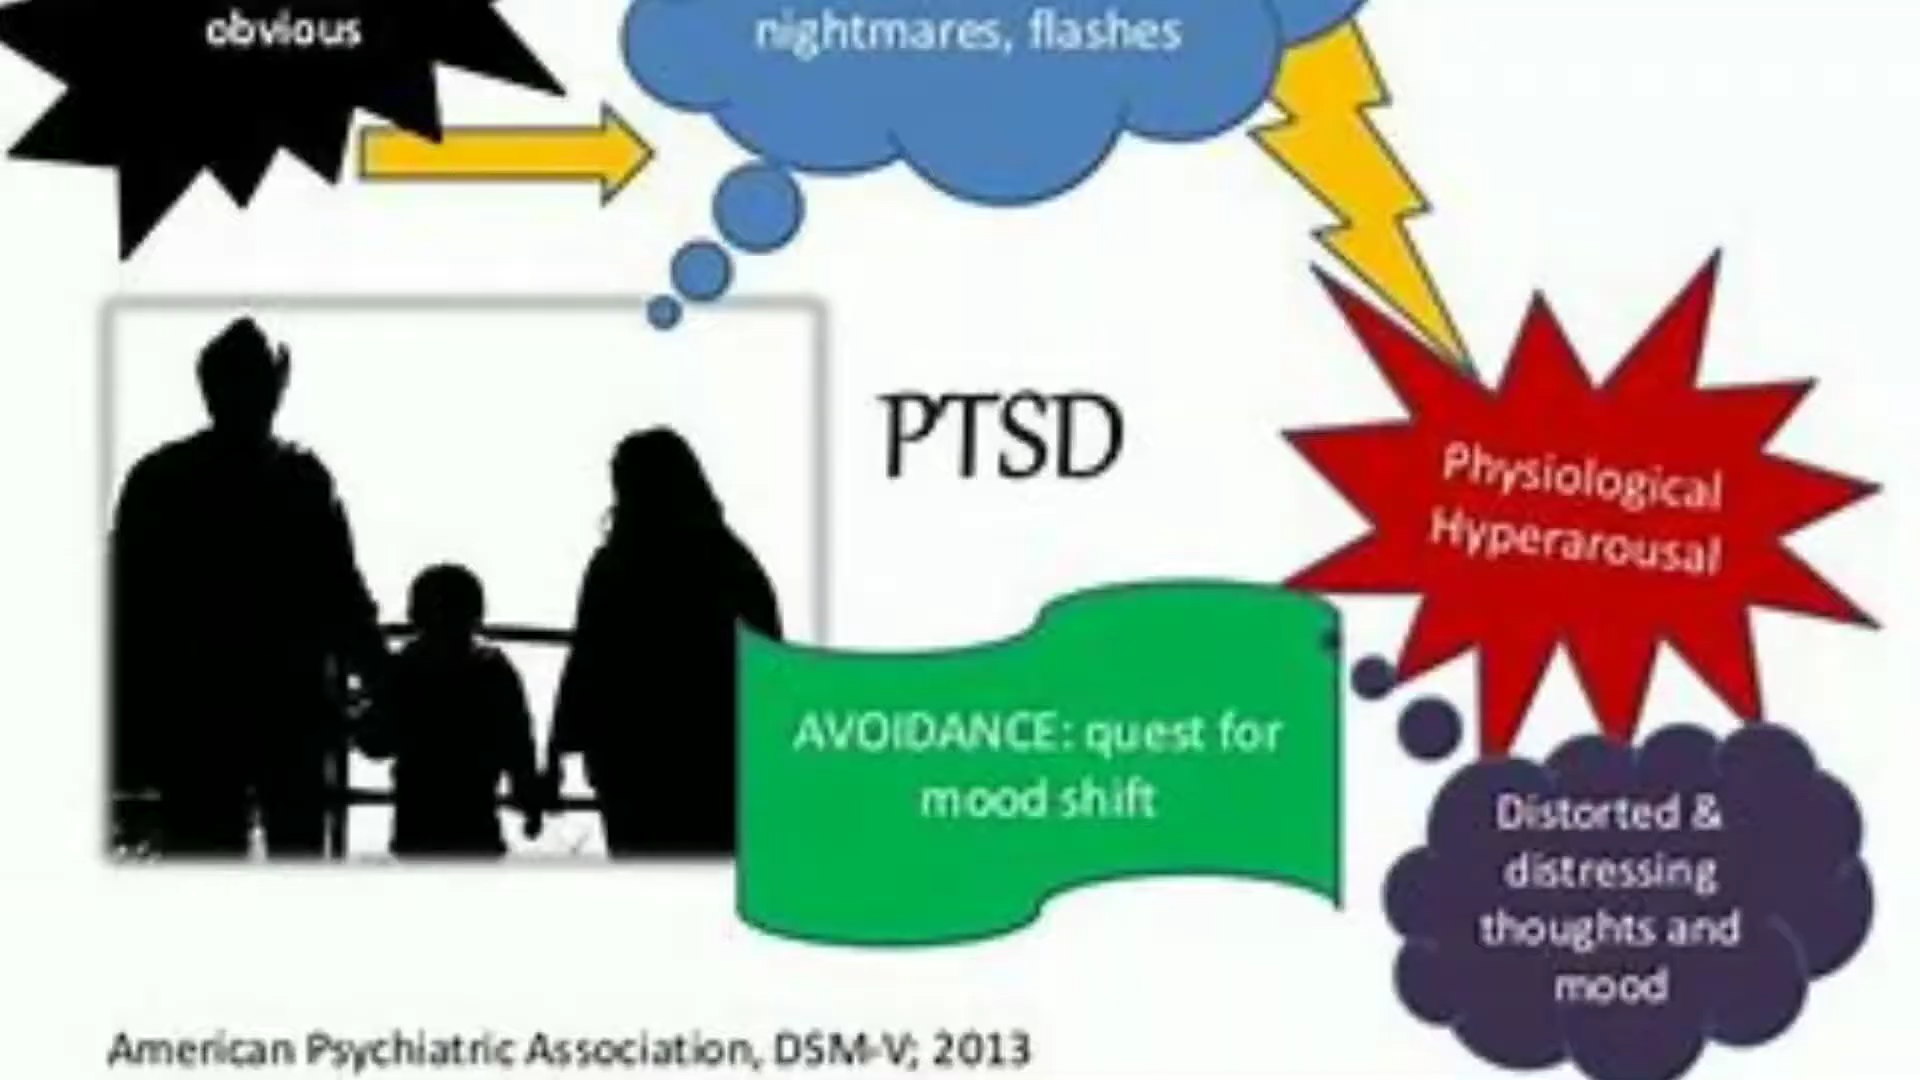 obvious
nightmares, flashes
PTSD
Physiological
Hyperarousal
AVOIDANCE: quest for
mood shift
Distorted &
distressing
thoughts and
mood
American Psychiatric Association, DSM-V; 2013